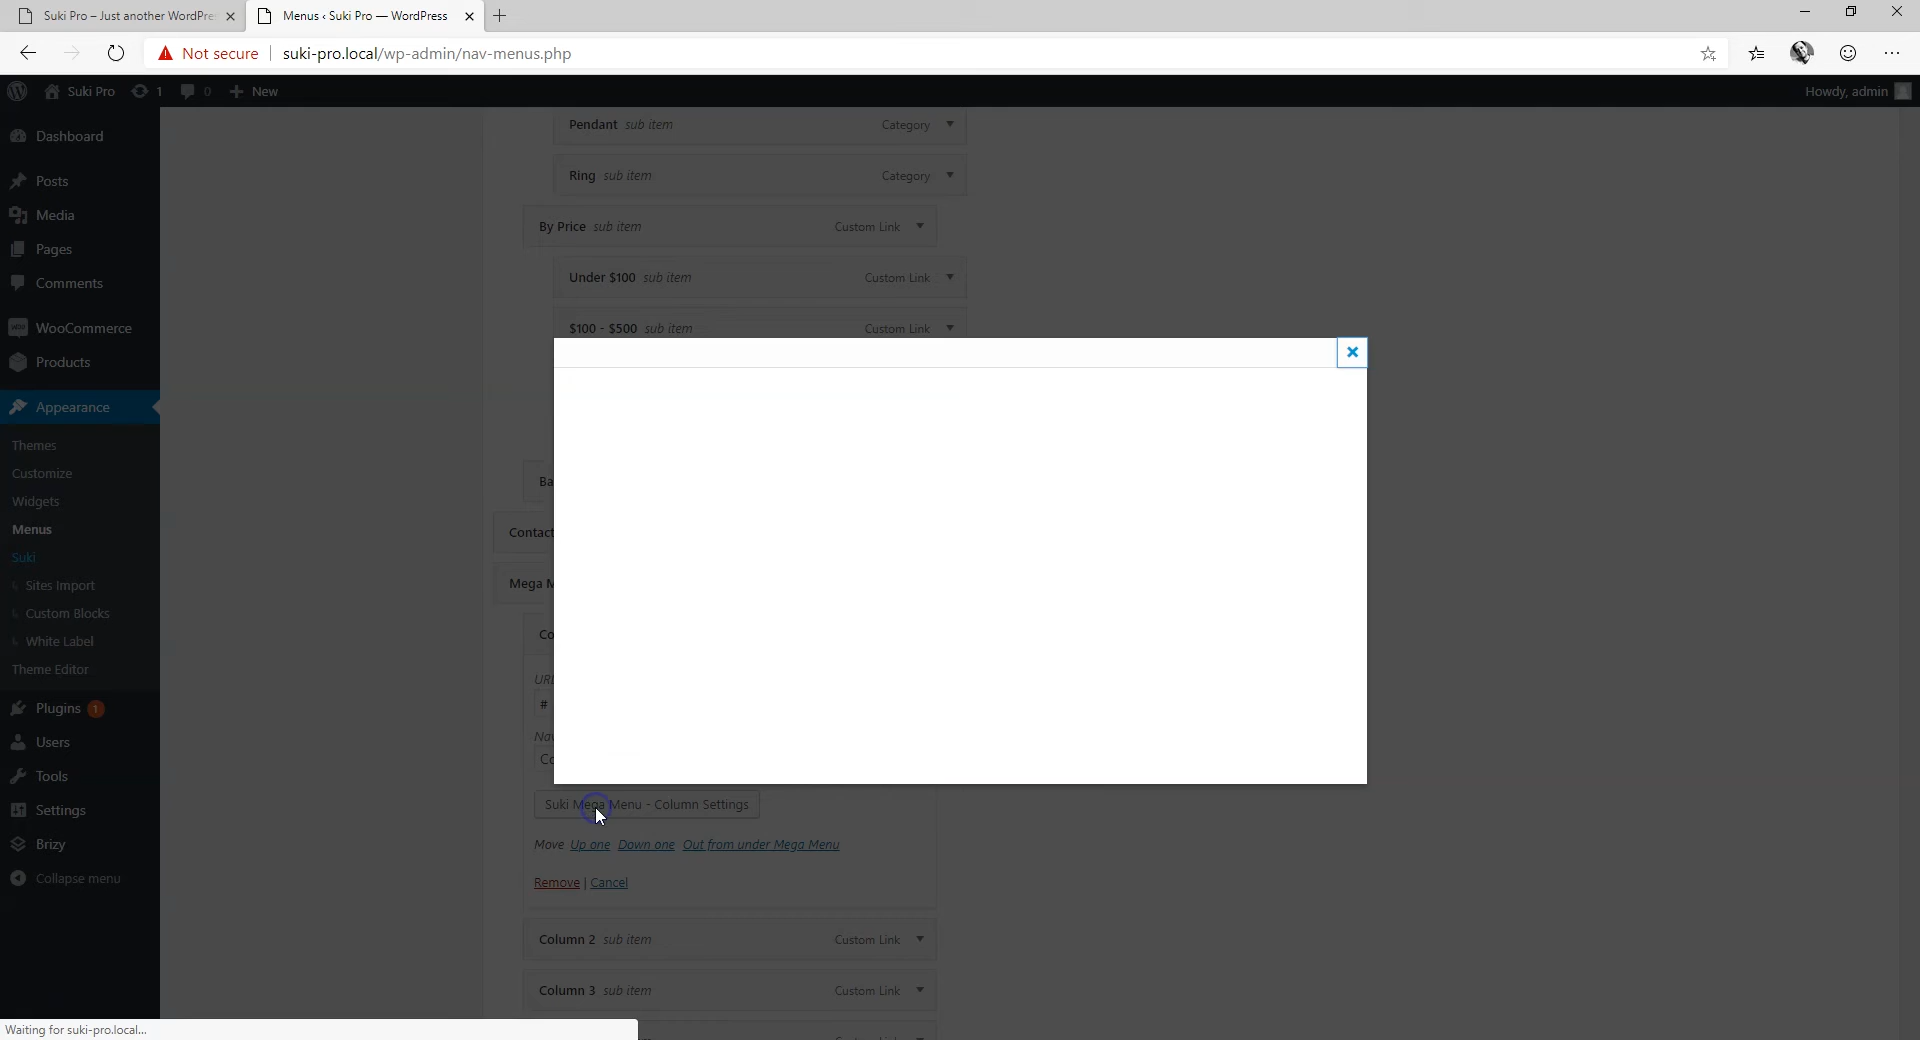 Suki Pro – Just another WordPre
Menus ‹ Suki Pro — WordPress
Not secure
suki-pro.local/wp-admin/nav-menus.php
Suki Pro
1
0
New
Howdy, admin
Dashboard
Posts
Media
Pages
Comments
WooCommerce
Products
Appearance
Themes
Customize
Widgets
Menus
Suki
Sites Import
Custom Blocks
White Label
Theme Editor
Plugins 1
Users
Tools
Settings
Brizy
Collapse menu
Pendant sub item Category
Ring sub item Category
By Price sub item Custom Link
Under $100 sub item Custom Link
$100 - $500 sub item Custom Link
Ba
Contact
Mega M
Co
URL
#
Nav
Co
Suki Mega Menu - Column Settings
Move Up one Down one Out from under Mega Menu
Remove | Cancel
Column 2 sub item Custom Link
Column 3 sub item Custom Link
Waiting for suki-pro.local...